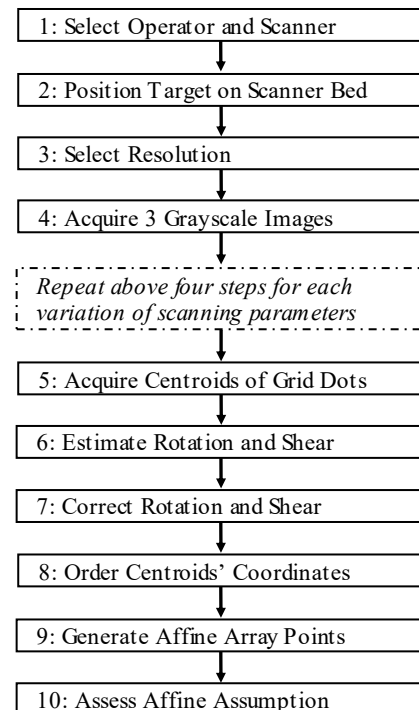 1: Select Operator and Scanner
2: Position Target on Scanner Bed
3: Select Resolution
4: Acquire 3 Grayscale Images
Repeat above four steps for each
variation of scanning parameters
5: Acquire Centroids of Grid Dots
6: Estimate Rotation and Shear
7: Correct Rotation and Shear
8: Order Centroids’ Coordinates
9: Generate Affine Array Points
10: Assess Affine Assumption